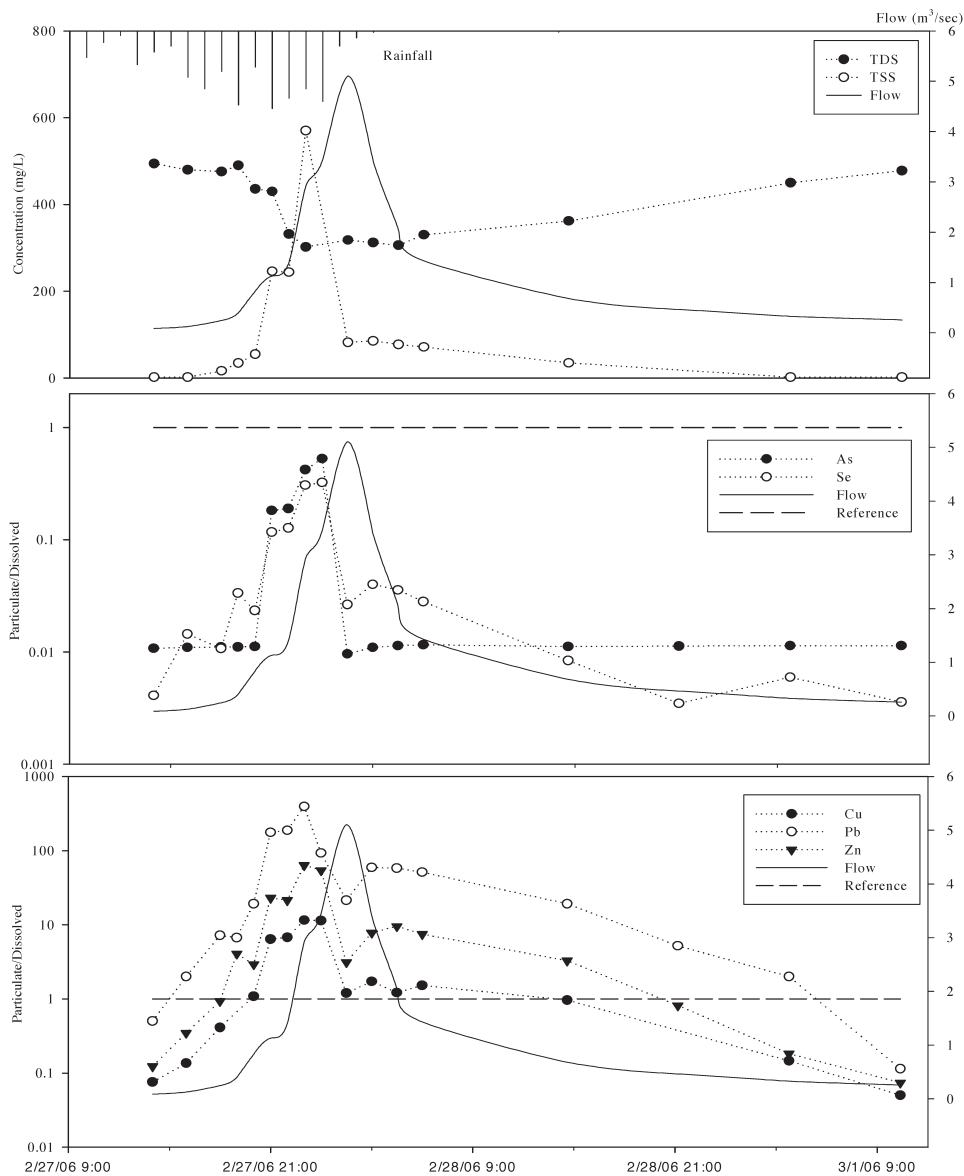 Flow (m³/sec)
800
600
400
200
0
Concentration (mg/L)
Rainfall
TDS
TSS
Flow
6
5
4
3
2
1
0
1
0.1
0.01
0.001
Particulate/Dissolved
As
Se
Flow
Reference
6
5
4
3
2
1
0
1000
100
10
1
0.1
0.01
Particulate/Dissolved
Cu
Pb
Zn
Flow
Reference
6
5
4
3
2
1
0
2/27/06 9:00
2/27/06 21:00
2/28/06 9:00
2/28/06 21:00
3/1/06 9:00